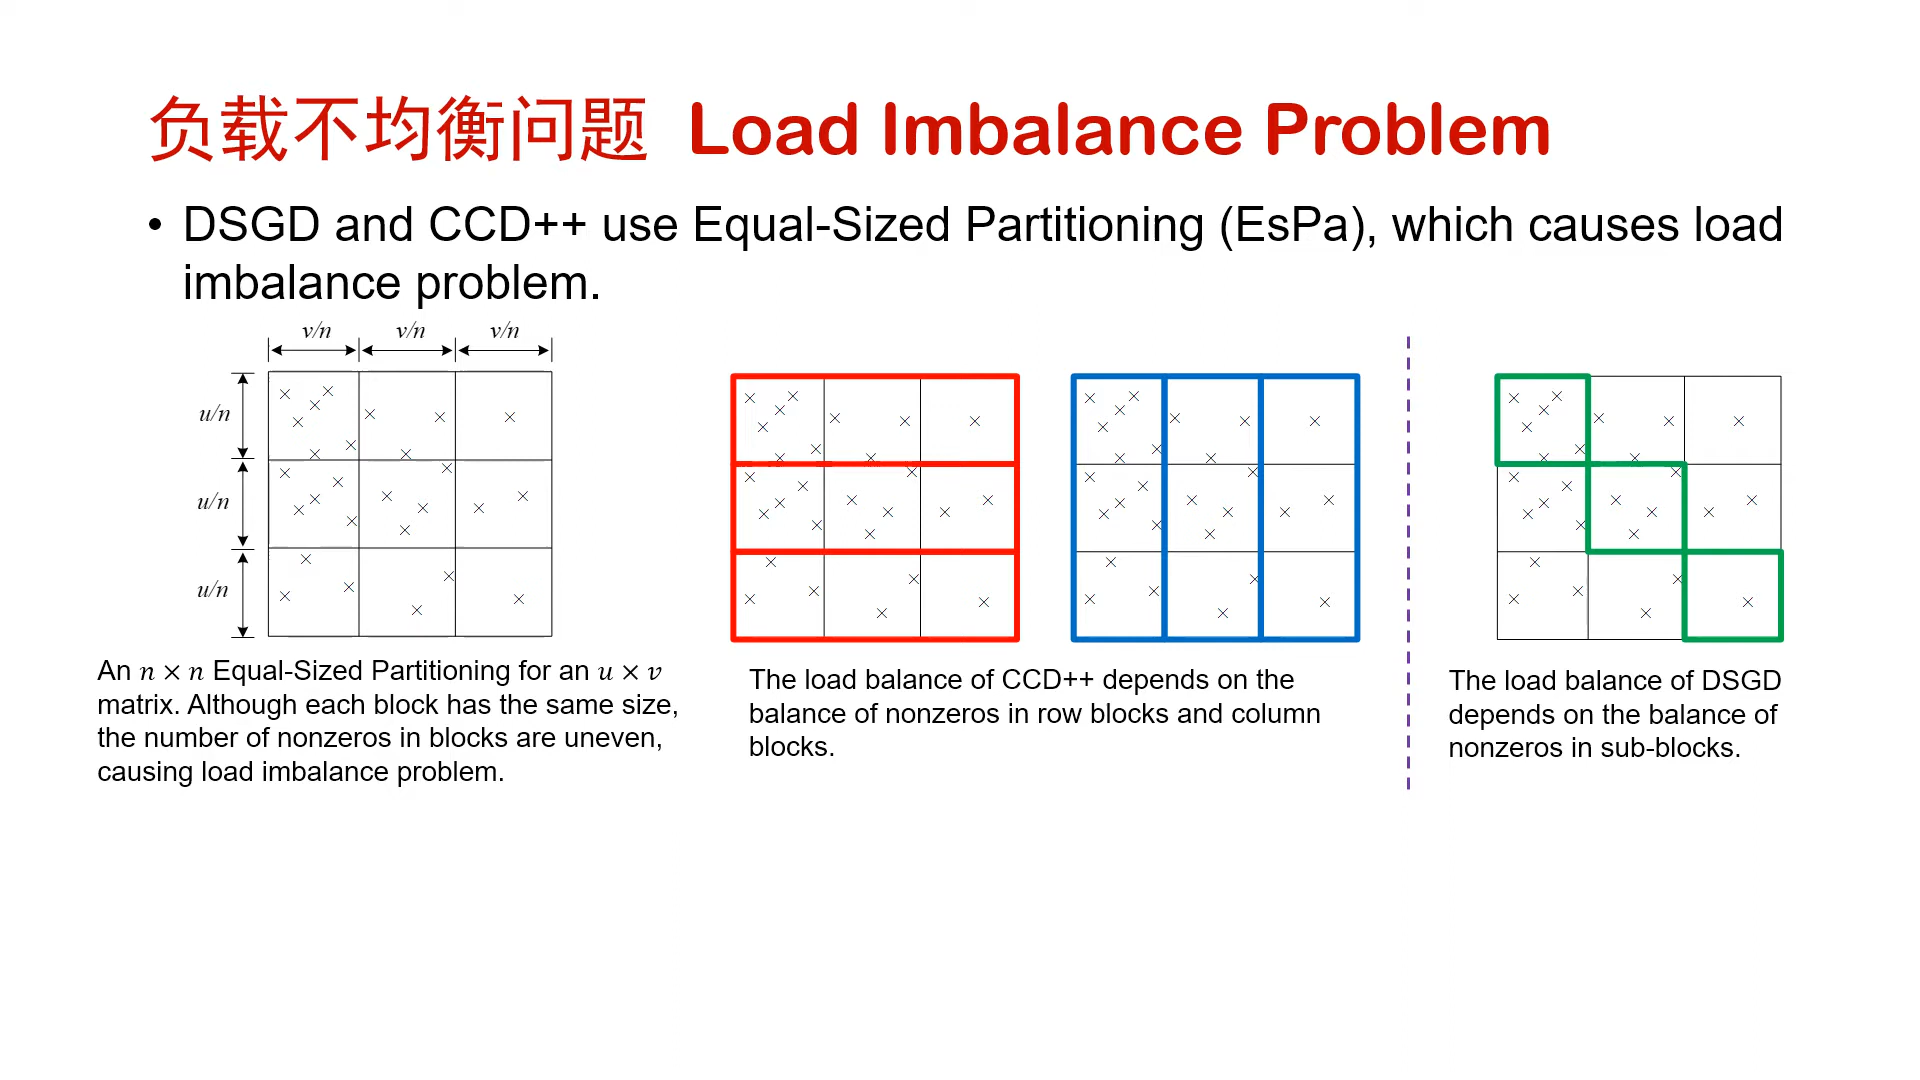 负载不均衡问题 Load Imbalance Problem
• DSGD and CCD++ use Equal-Sized Partitioning (EsPa), which causes load
imbalance problem.
v/n v/n v/n
u/n
u/n
u/n
An n × n Equal-Sized Partitioning for an u × v
matrix. Although each block has the same size,
the number of nonzeros in blocks are uneven,
causing load imbalance problem.
The load balance of CCD++ depends on the
balance of nonzeros in row blocks and column
blocks.
The load balance of DSGD
depends on the balance of
nonzeros in sub-blocks.